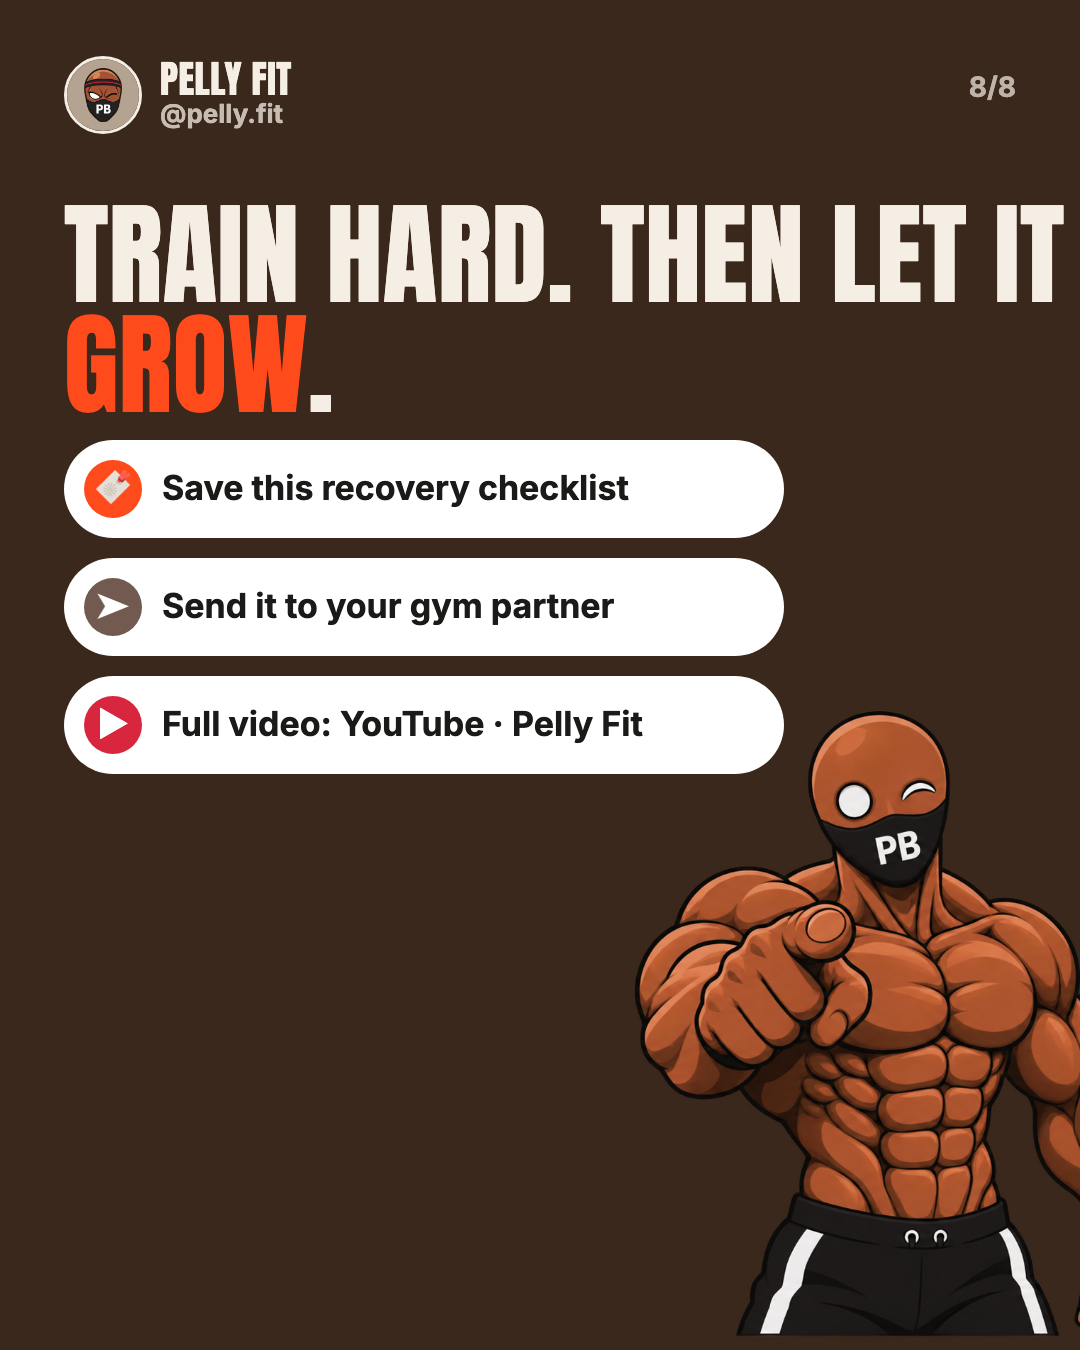 PELLY FIT
@pelly.fit
8/8
TRAIN HARD. THEN LET IT
GROW.
Save this recovery checklist
Send it to your gym partner
Full video: YouTube · Pelly Fit
PB
PB